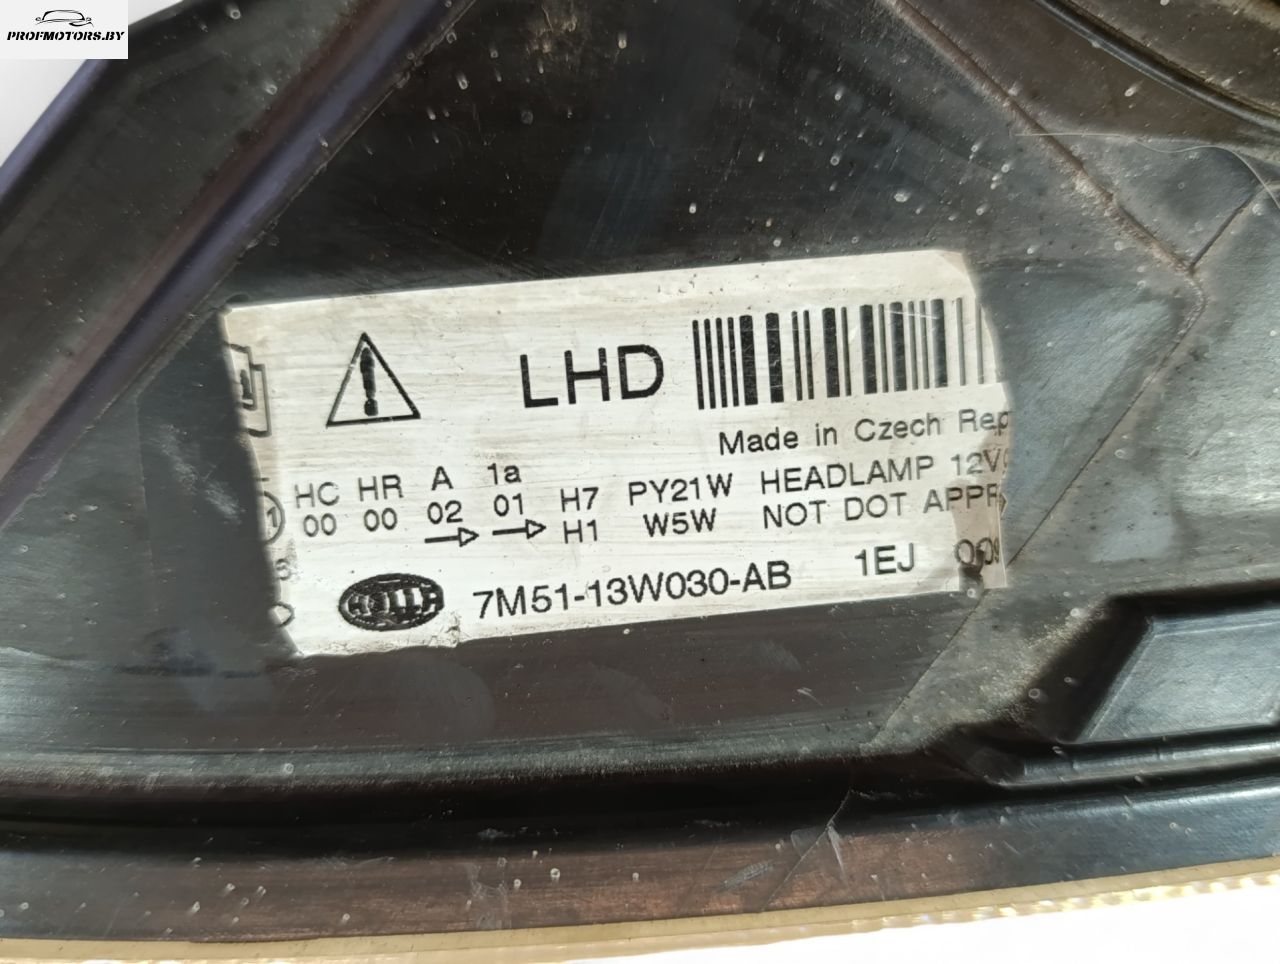 PROFMOTORS.BY
LHD
Made in Czech Rep
HC HR A 1a
00 00 02 01
H7 PY21W HEADLAMP 12V
H1 W5W NOT DOT APPR
HELLA 7M51-13W030-AB 1EJ